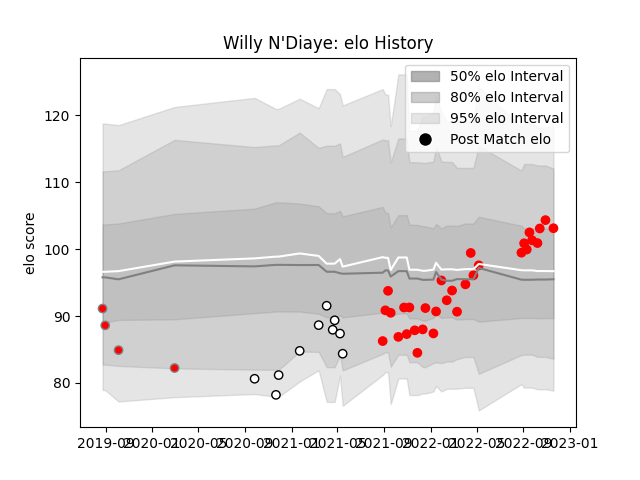 Willy N'Diaye: elo History
50% elo Interval
80% elo Interval
95% elo Interval
Post Match elo
elo score
120
110
100
90
80
2019-09 2020-01 2020-05 2020-09 2021-01 2021-05 2021-09 2022-01 2022-05 2022-09 2023-01